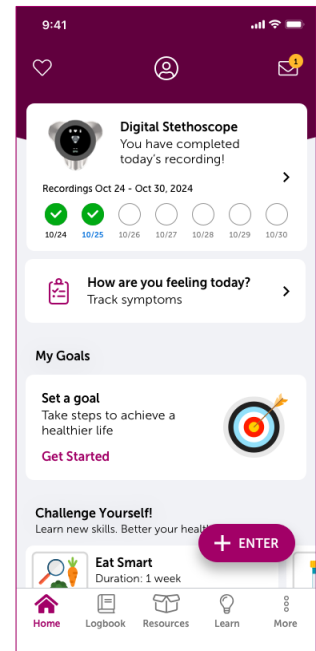 9:41
1
Digital Stethoscope
You have completed
today's recording!
Recordings Oct 24 - Oct 30, 2024
10/24 10/25 10/26 10/27 10/28 10/29 10/30
How are you feeling today?
Track symptoms
My Goals
Set a goal
Take steps to achieve a
healthier life
Get Started
Challenge Yourself!
Learn new skills. Better your
+ ENTER
Eat Smart
Duration: 1 week
Home Logbook Resources Learn More